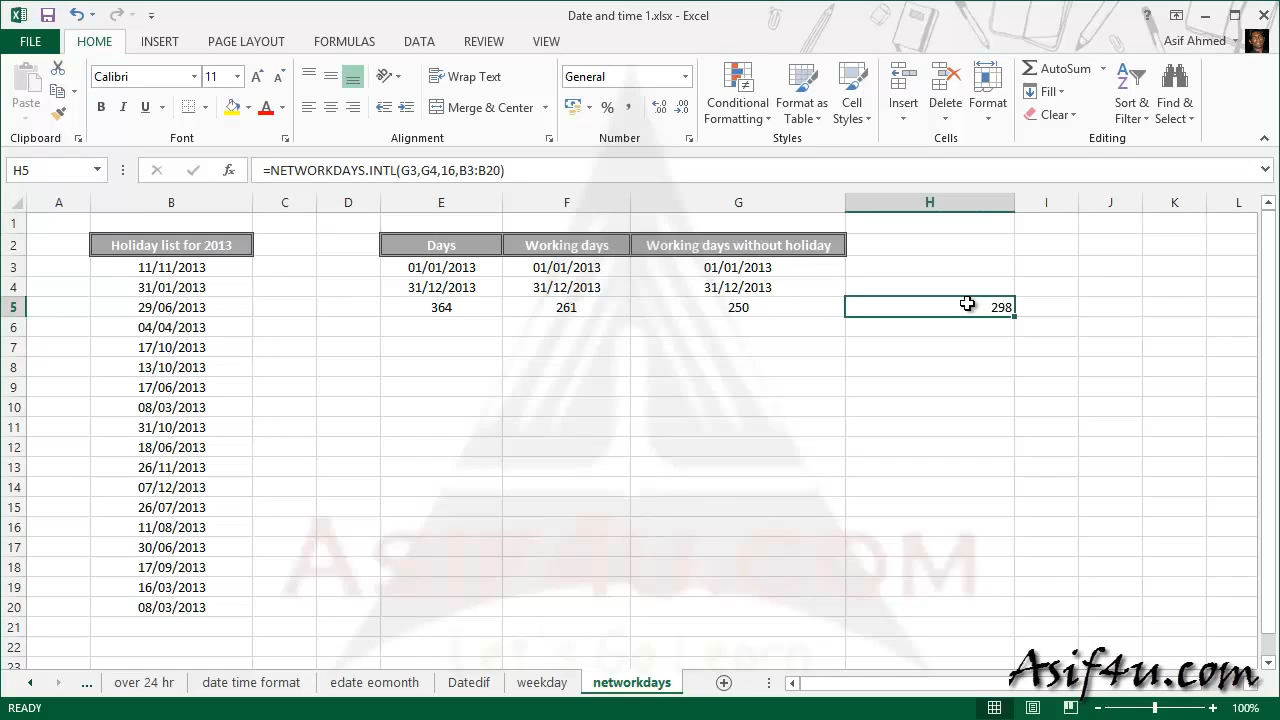 Date and time 1.xlsx - Excel
?
FILE HOME INSERT PAGE LAYOUT FORMULAS DATA REVIEW VIEW Asif Ahmed
Calibri 11 Wrap Text General AutoSum
Paste Conditional Format as Cell Insert Delete Format Fill Sort & Find &
B I U A Merge & Center % , Formatting Table Styles Clear Filter Select
Clipboard Font Alignment Number Styles Cells Editing
H5 fx =NETWORKDAYS.INTL(G3,G4,16,B3:B20)
A B C D E F G H I J K L
1
2 Holiday list for 2013 Days Working days Working days without holiday
3 11/11/2013 01/01/2013 01/01/2013 01/01/2013
4 31/01/2013 31/12/2013 31/12/2013 31/12/2013
5 29/06/2013 364 261 250 298
6 04/04/2013
7 17/10/2013
8 13/10/2013
9 17/06/2013
10 08/03/2013
11 31/10/2013
12 18/06/2013
13 26/11/2013
14 07/12/2013
15 26/07/2013
16 11/08/2013
17 30/06/2013
18 17/09/2013
19 16/03/2013
20 08/03/2013
21
22
23
Asif4u.com
Let's Go Learn
Asif4u.com
... over 24 hr date time format edate eomonth Datedif weekday networkdays
READY 100%